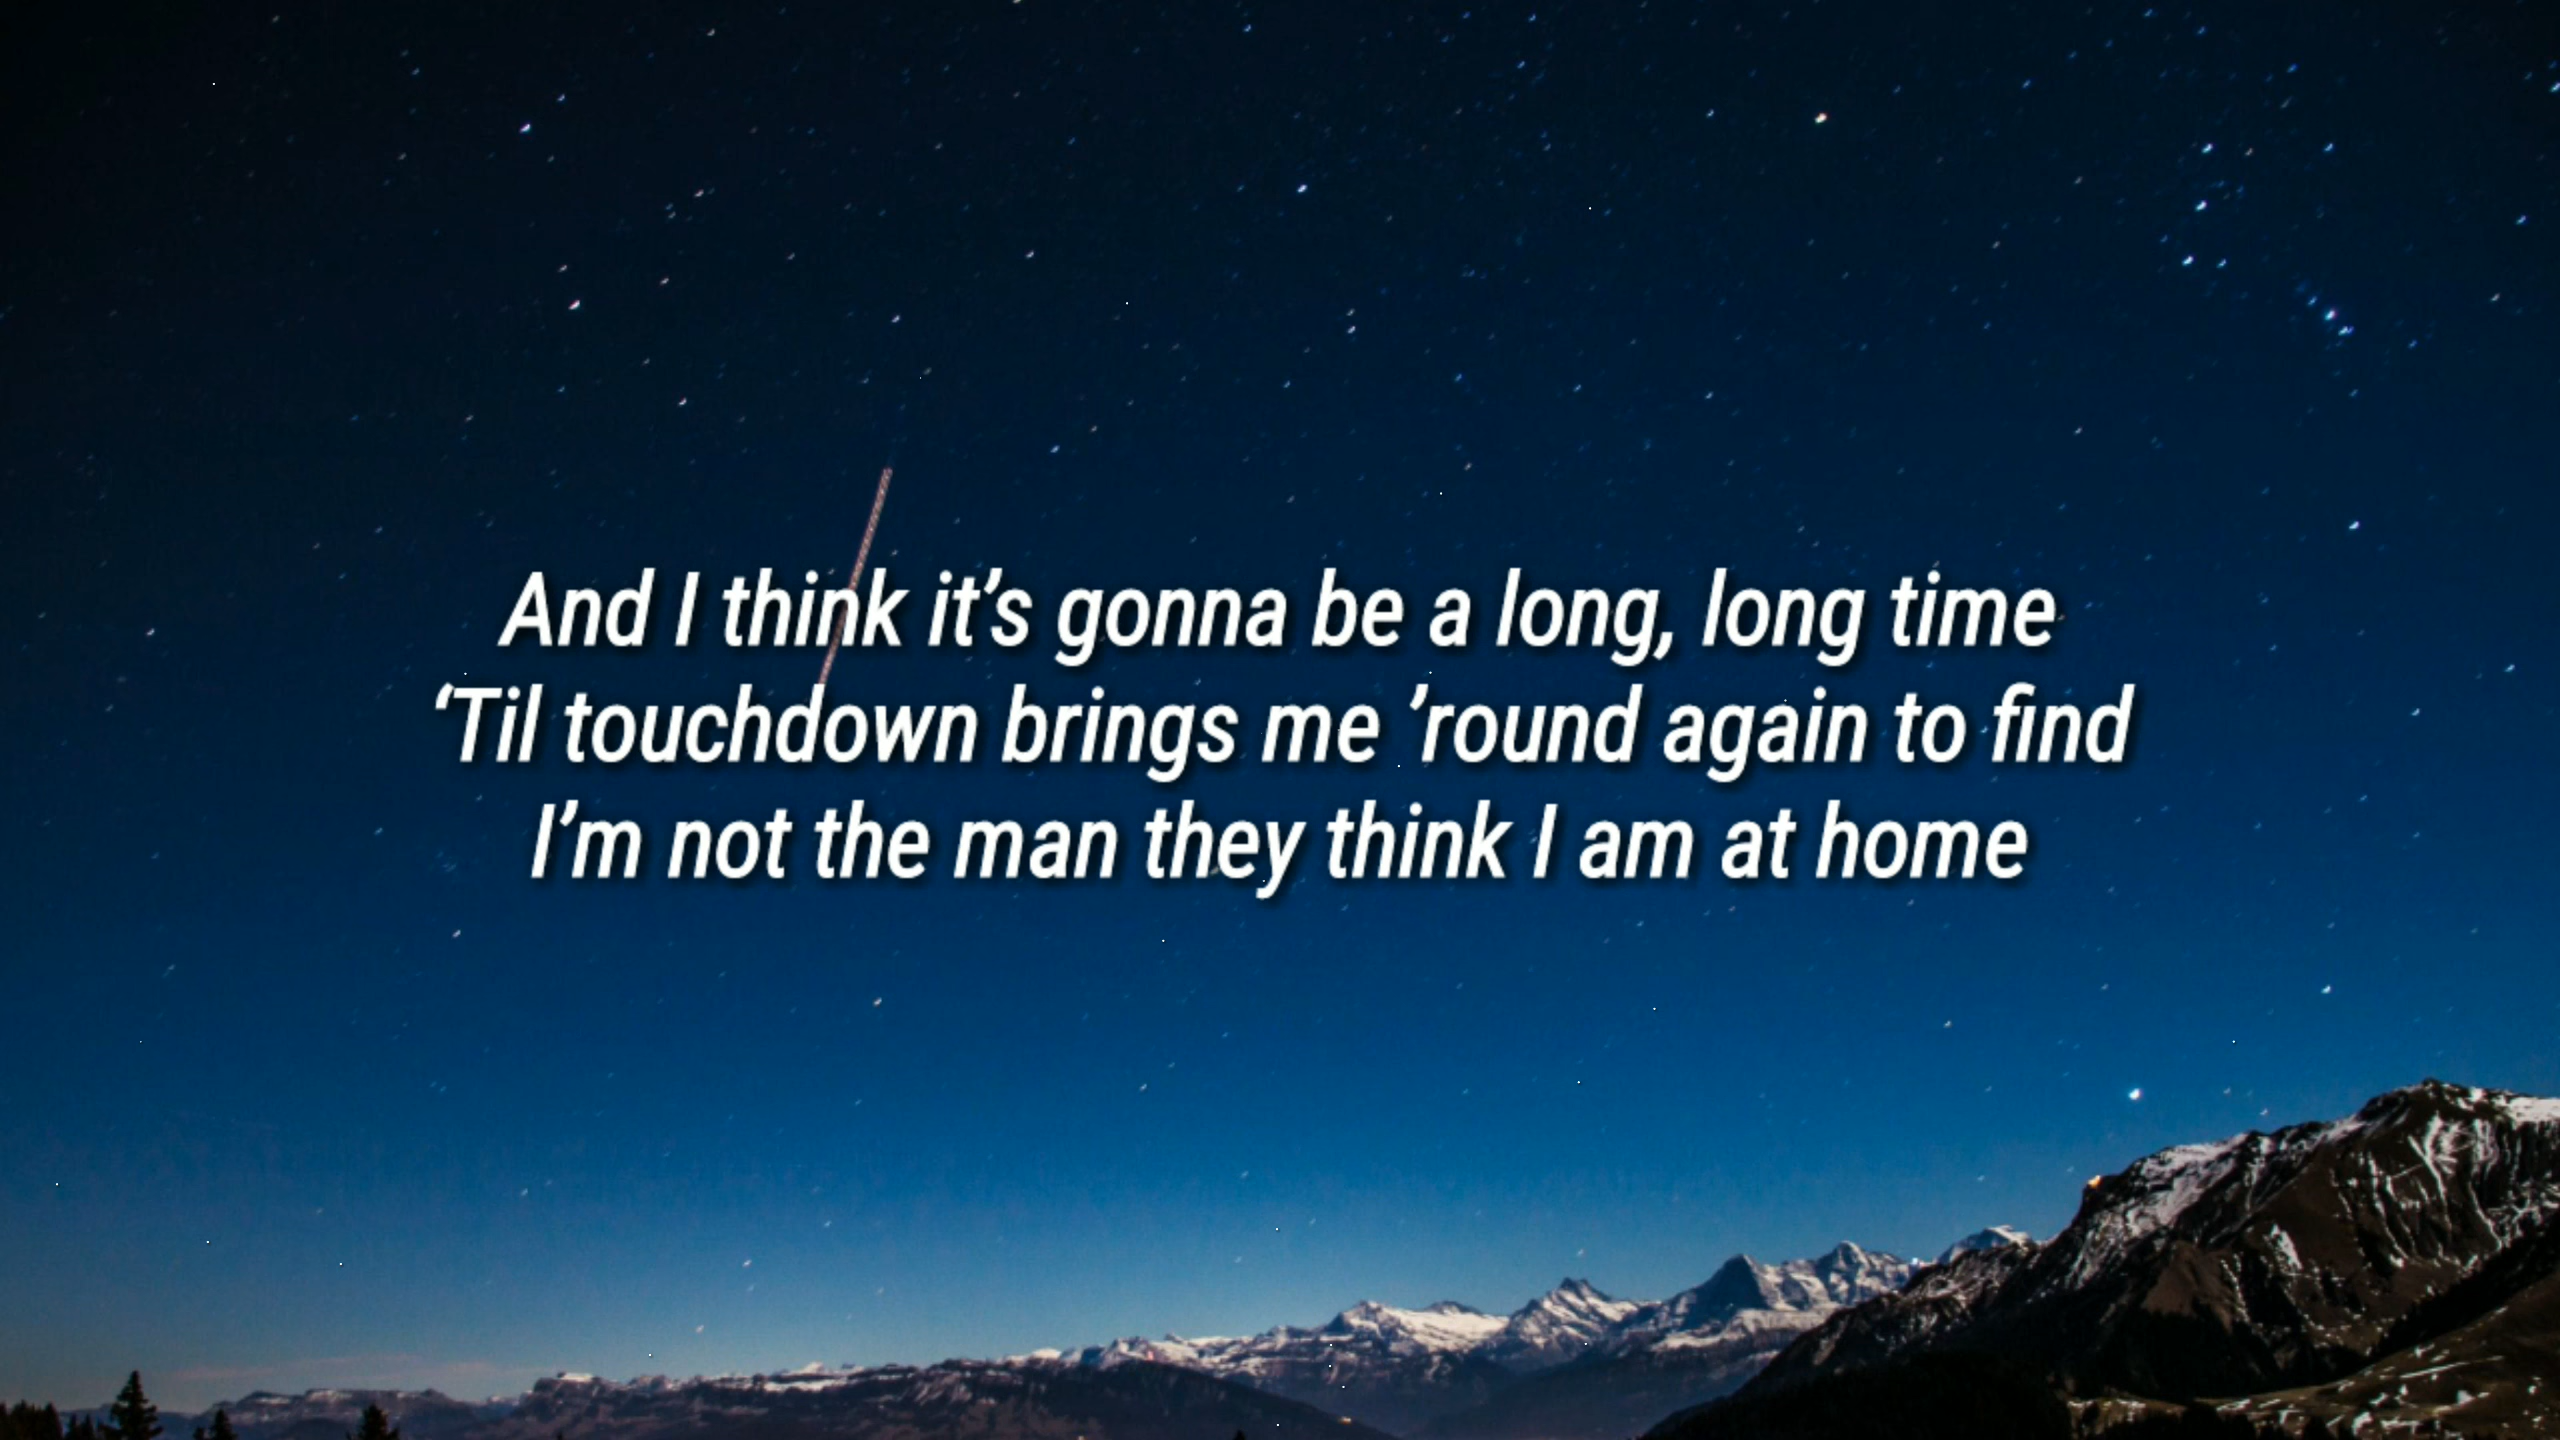 And I think it’s gonna be a long, long time
‘Til touchdown brings me ’round again to find
I’m not the man they think I am at home